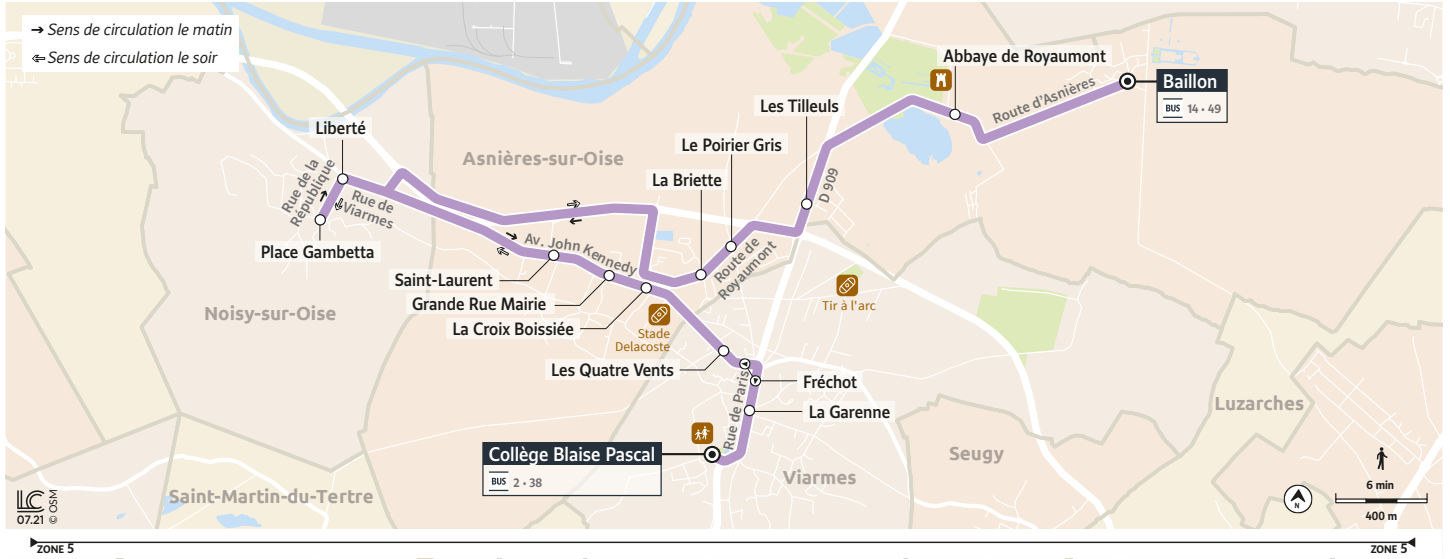 → Sens de circulation le matin
⇐ Sens de circulation le soir
Abbaye de Royaumont
Baillon
BUS 14 • 49
Route d'Asnières
Les Tilleuls
Liberté
Le Poirier Gris
Asnières-sur-Oise
La Briette
D 909
Rue de la
République
Rue de
Viarmes
Place Gambetta
Av. John Kennedy
Route de
Royaumont
Saint-Laurent
Grande Rue Mairie
La Croix Boissiée
Noisy-sur-Oise
Tir à l'arc
Stade
Delacoste
Les Quatre Vents
Fréchot
Rue de Paris
La Garenne
Luzarches
Collège Blaise Pascal
BUS 2 • 38
Seugy
Viarmes
Saint-Martin-du-Tertre
6 min
400 m
N
LC
07.21
© OSM
ZONE 5
ZONE 5